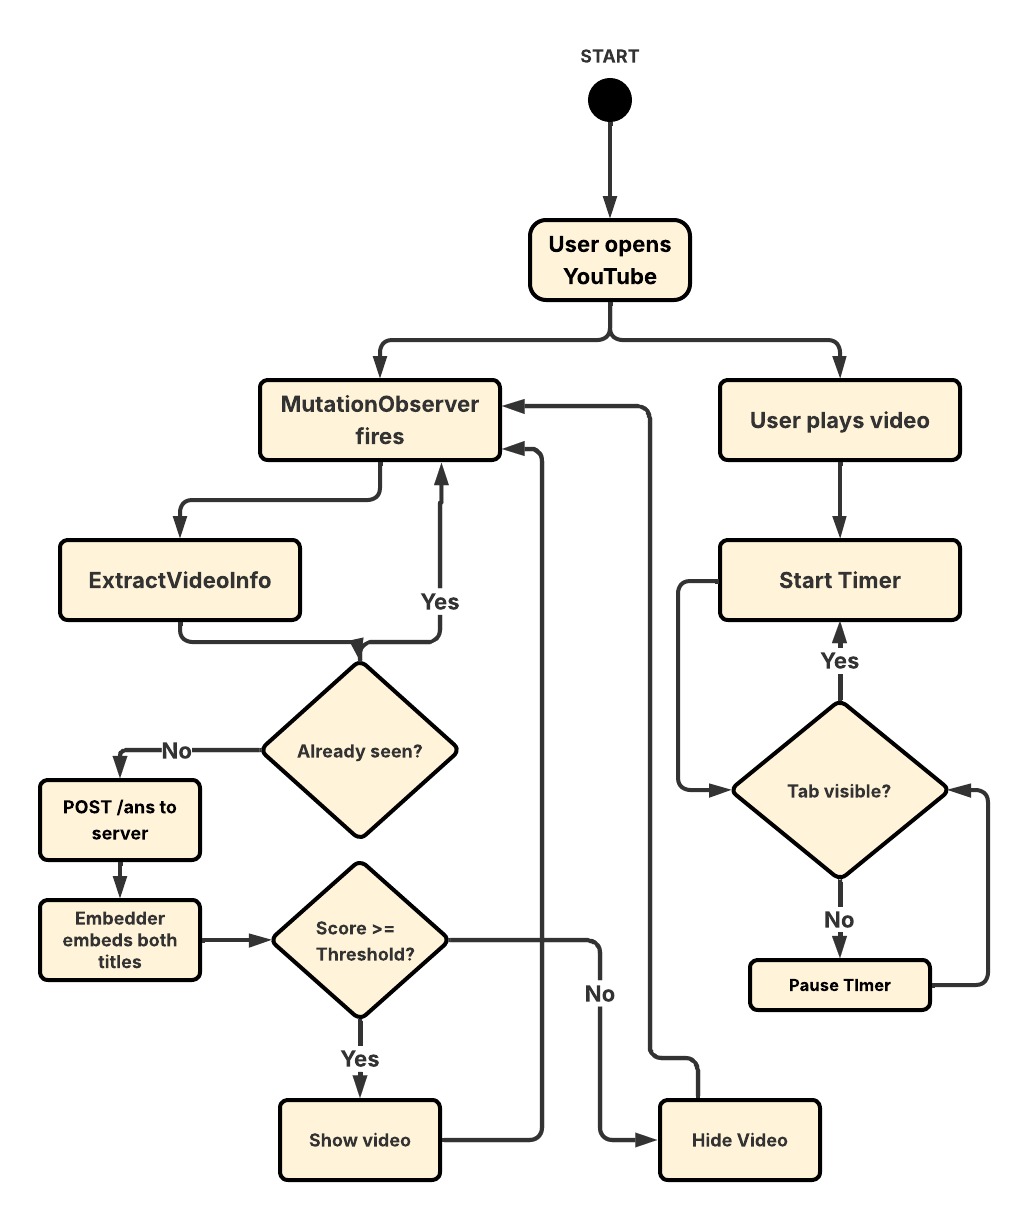 START
User opens
YouTube
MutationObserver
fires
User plays video
ExtractVideoInfo
Start Timer
Yes
Yes
Already seen?
No
Tab visible?
POST /ans to
server
Embedder
embeds both
titles
Score >=
Threshold?
No
Pause TImer
No
Yes
Show video
Hide Video